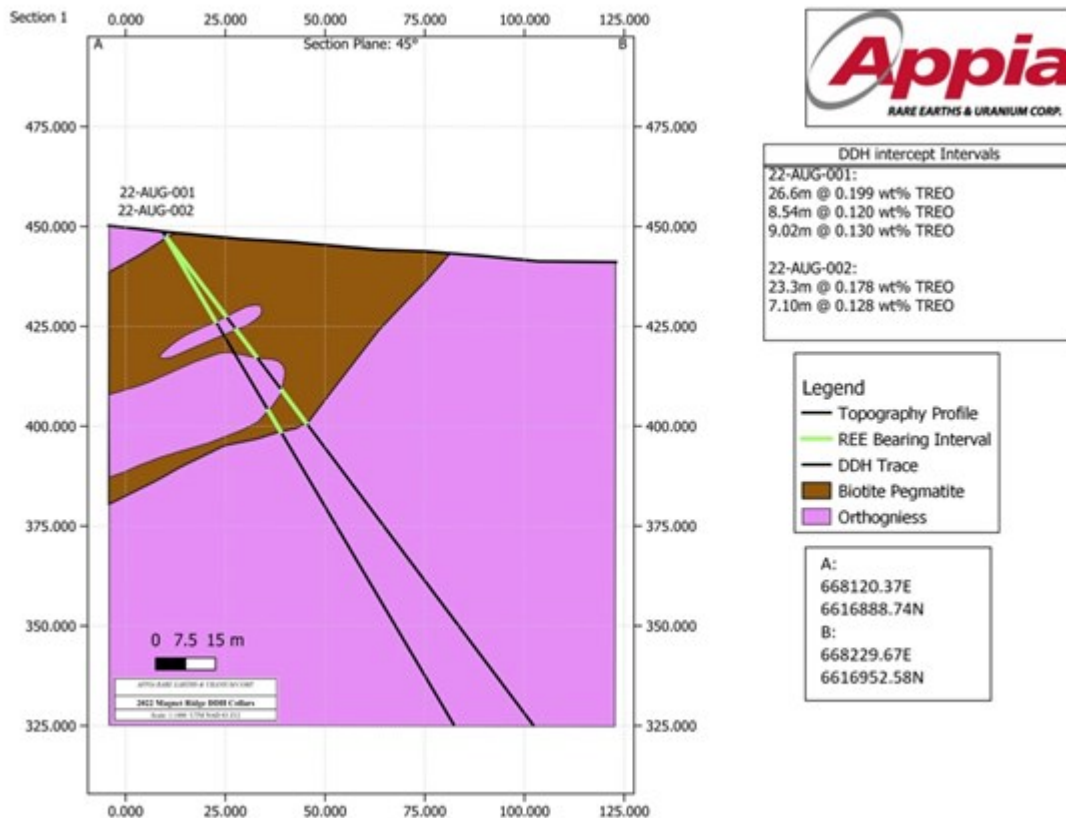 Section 1
0.000 25.000 50.000 75.000 100.000 125.000
A Section Plane: 45° B
475.000 475.000
22-AUG-001
22-AUG-002
450.000 450.000
425.000 425.000
400.000 400.000
375.000 375.000
350.000 350.000
0 7.5 15 m
APPIA RARE EARTHS & URANIUM CORP
2022 Magnet Ridge DDH Collars
325.000 325.000
0.000 25.000 50.000 75.000 100.000 125.000
Appia
RARE EARTHS & URANIUM CORP.
DDH intercept Intervals
22-AUG-001:
26.6m @ 0.199 wt% TREO
8.54m @ 0.120 wt% TREO
9.02m @ 0.130 wt% TREO
22-AUG-002:
23.3m @ 0.178 wt% TREO
7.10m @ 0.128 wt% TREO
Legend
Topography Profile
REE Bearing Interval
DDH Trace
Biotite Pegmatite
Orthogniess
A:
668120.37E
6616888.74N
B:
668229.67E
6616952.58N